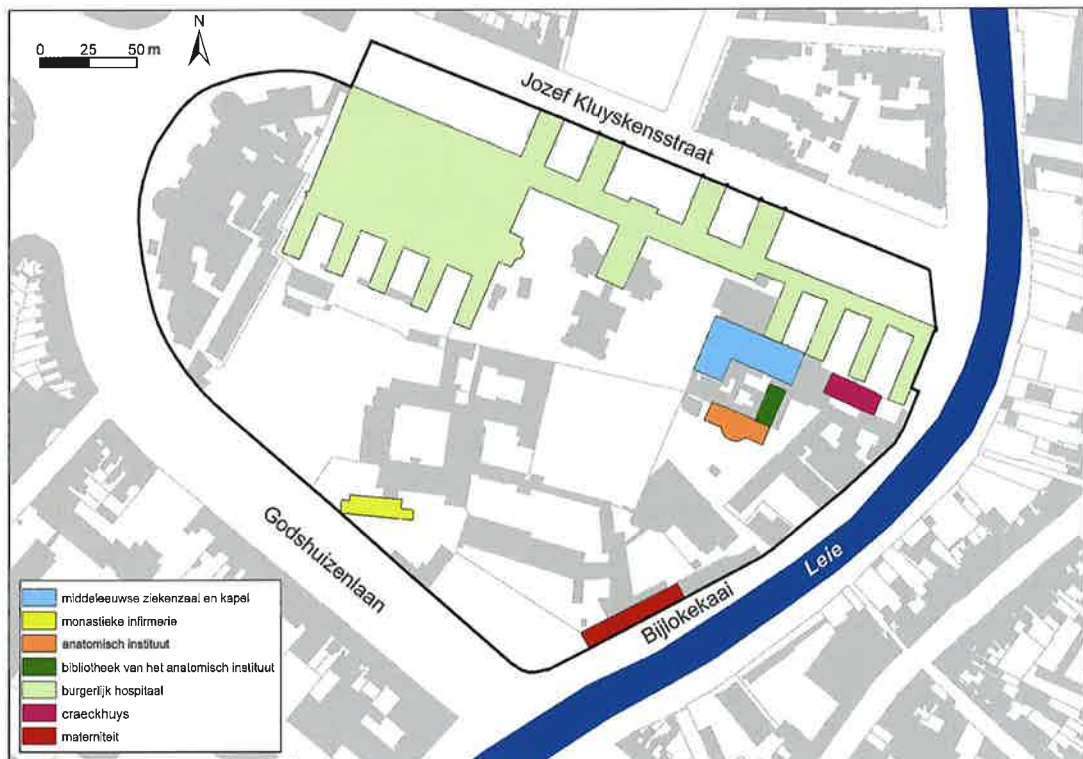 N
0 25 50 m
Jozef Kluyskensstraat
Godshuizenlaan
Bijlokekaai
Leie
middeleeuwse ziekenzaal en kapel
monastieke infirmerie
anatomisch instituut
bibliotheek van het anatomisch instituut
burgerlijk hospitaal
craeckhuys
materniteit